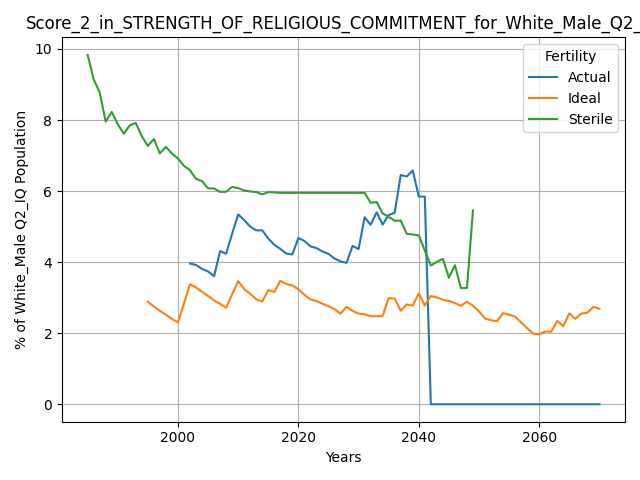 Score_2_in_STRENGTH_OF_RELIGIOUS_COMMITMENT_for_White_Male_Q2_
Fertility
Actual
Ideal
Sterile
% of White_Male Q2_IQ Population
10
8
6
4
2
0
2000 2020 2040 2060
Years